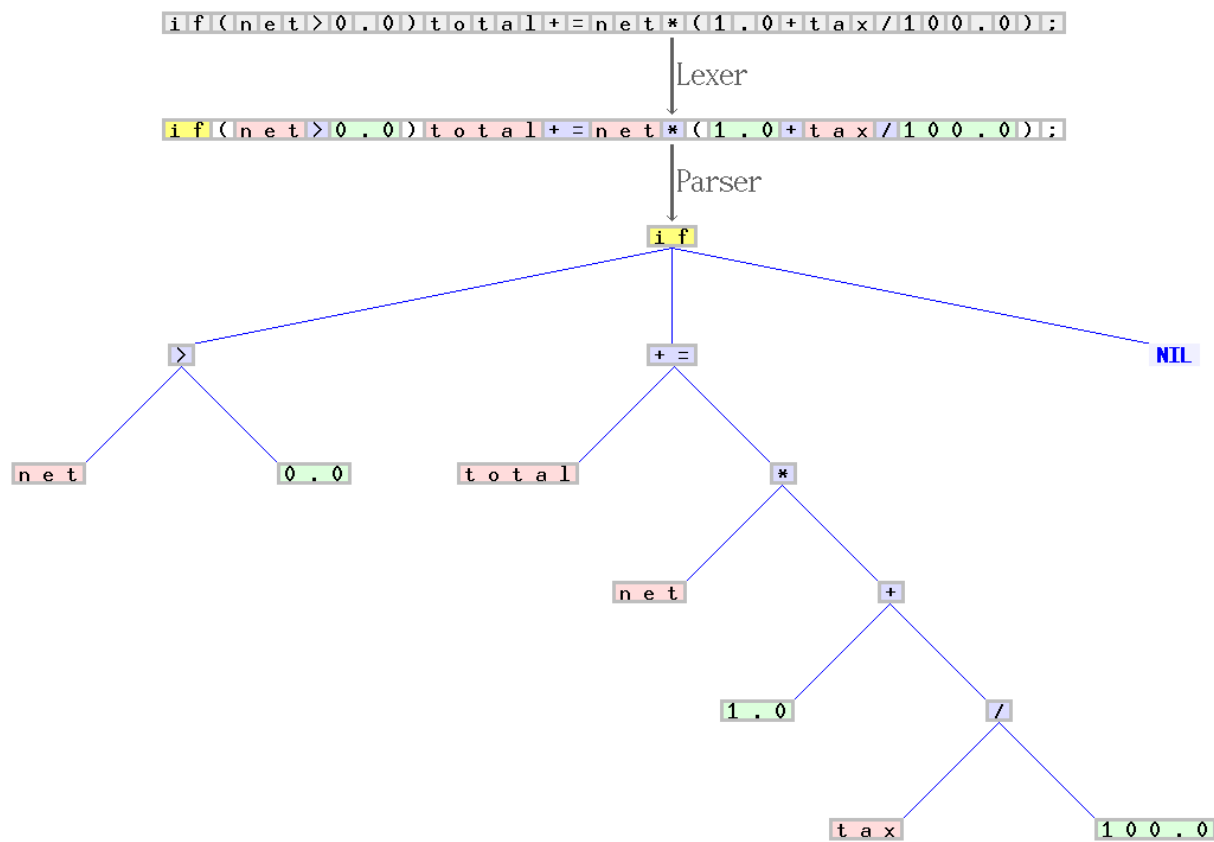 if(net>0.0)total+=net*(1.0+tax/100.0);
Lexer
if(net>0.0)total+=net*(1.0+tax/100.0);
Parser
if
> += NIL
net 0.0 total *
net +
1.0 /
tax 100.0